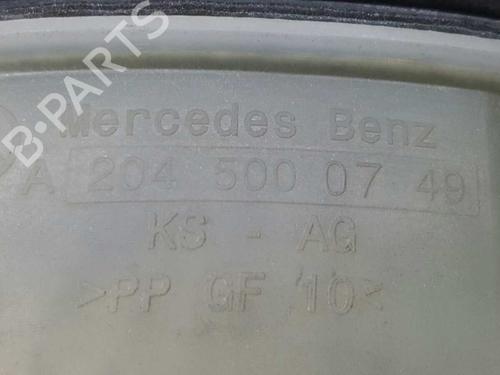 B-PARTS
Mercedes Benz
A 204 500 07 49
KS - AG
>PP GF 10<